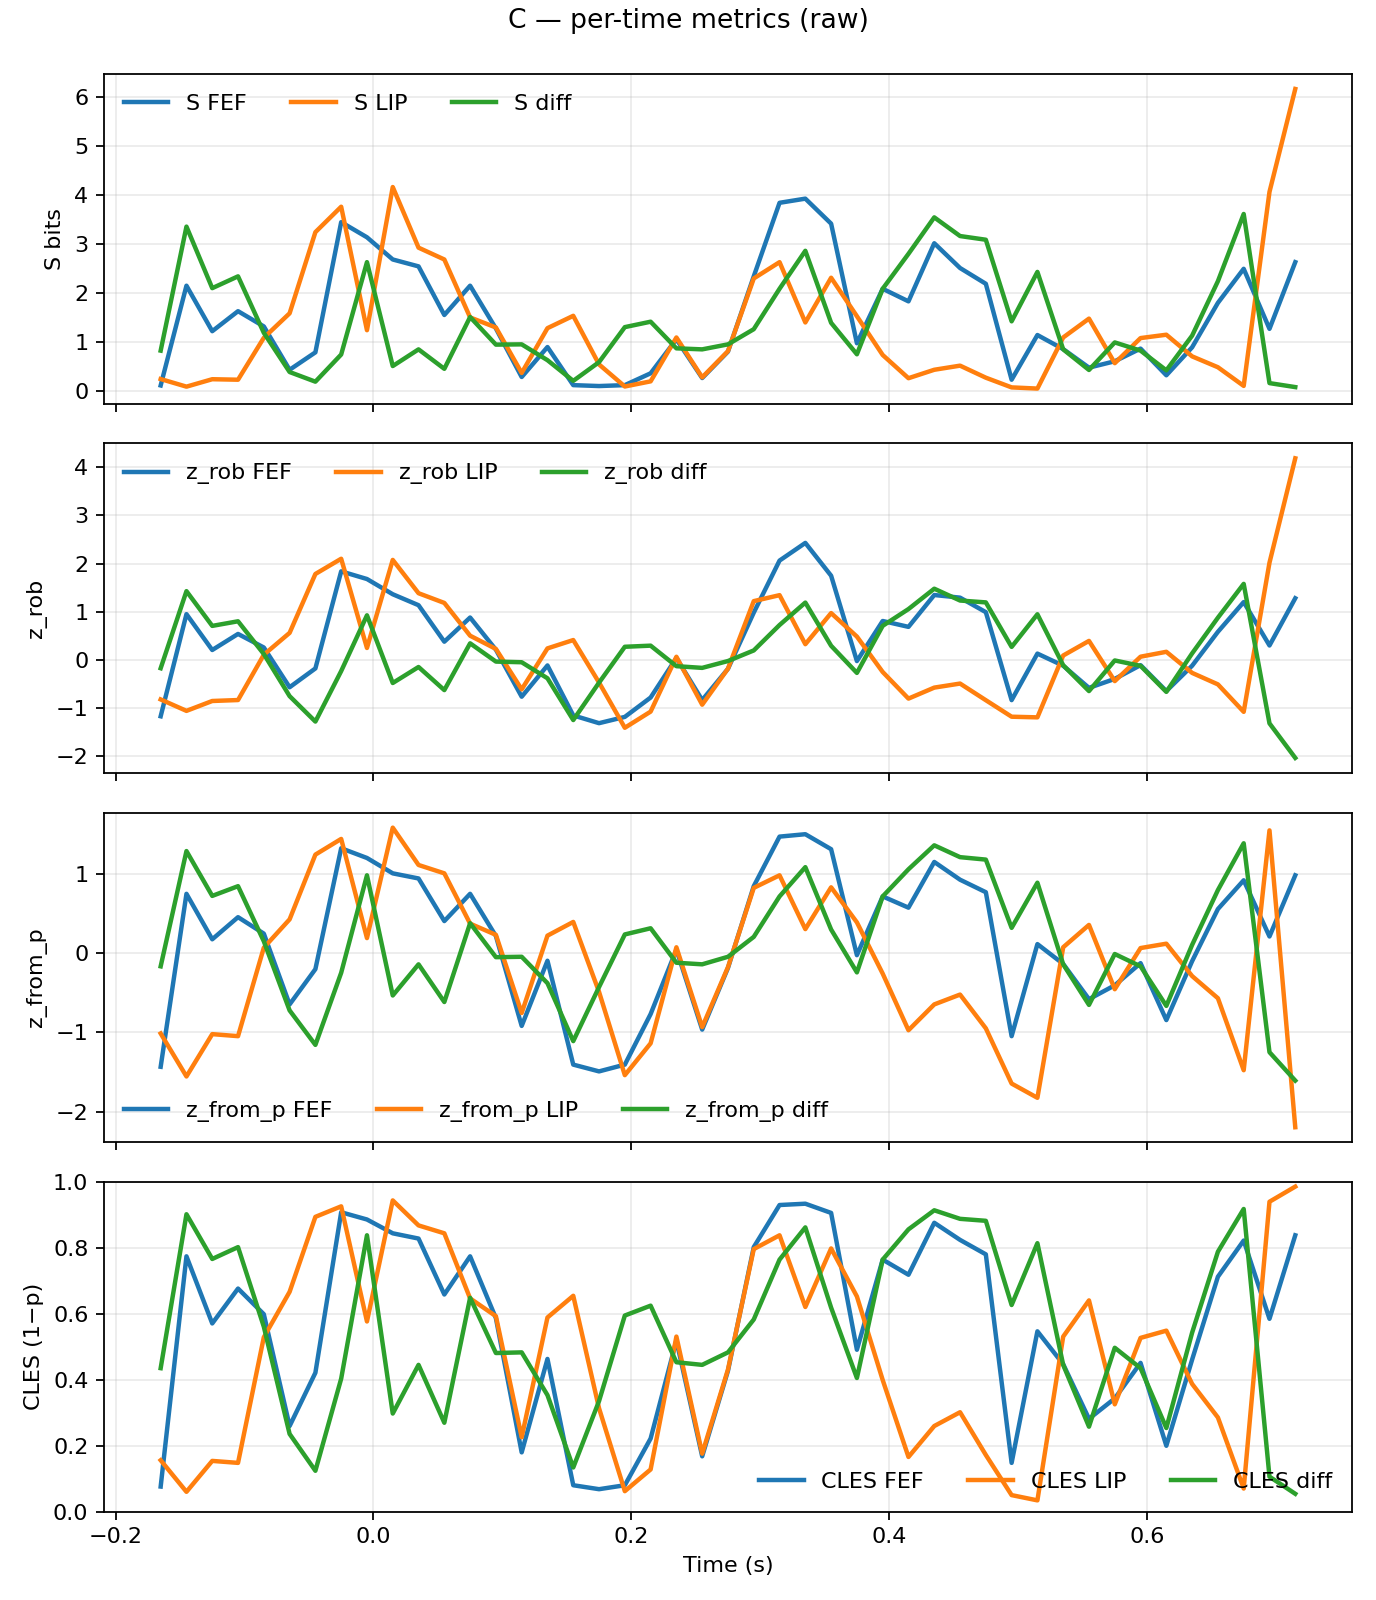 C — per-time metrics (raw)
S FEF S LIP S diff
6
5
4
3
2
1
0
S bits
z_rob FEF z_rob LIP z_rob diff
4
3
2
1
0
−1
−2
z_rob
1
0
−1
−2
z_from_p
z_from_p FEF z_from_p LIP z_from_p diff
1.0
0.8
0.6
0.4
0.2
0.0
CLES (1−p)
CLES FEF CLES LIP CLES diff
−0.2 0.0 0.2 0.4 0.6
Time (s)